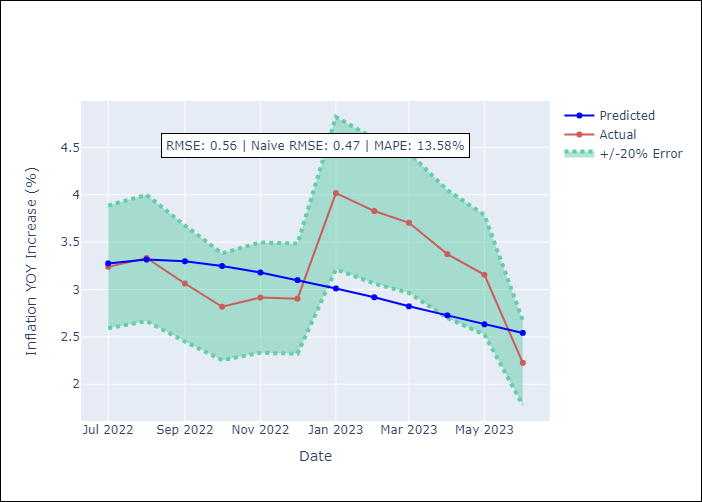 RMSE: 0.56 | Naive RMSE: 0.47 | MAPE: 13.58%
Predicted
Actual
+/-20% Error
Inflation YOY Increase (%)
4.5
4
3.5
3
2.5
2
Jul 2022
Sep 2022
Nov 2022
Jan 2023
Mar 2023
May 2023
Date